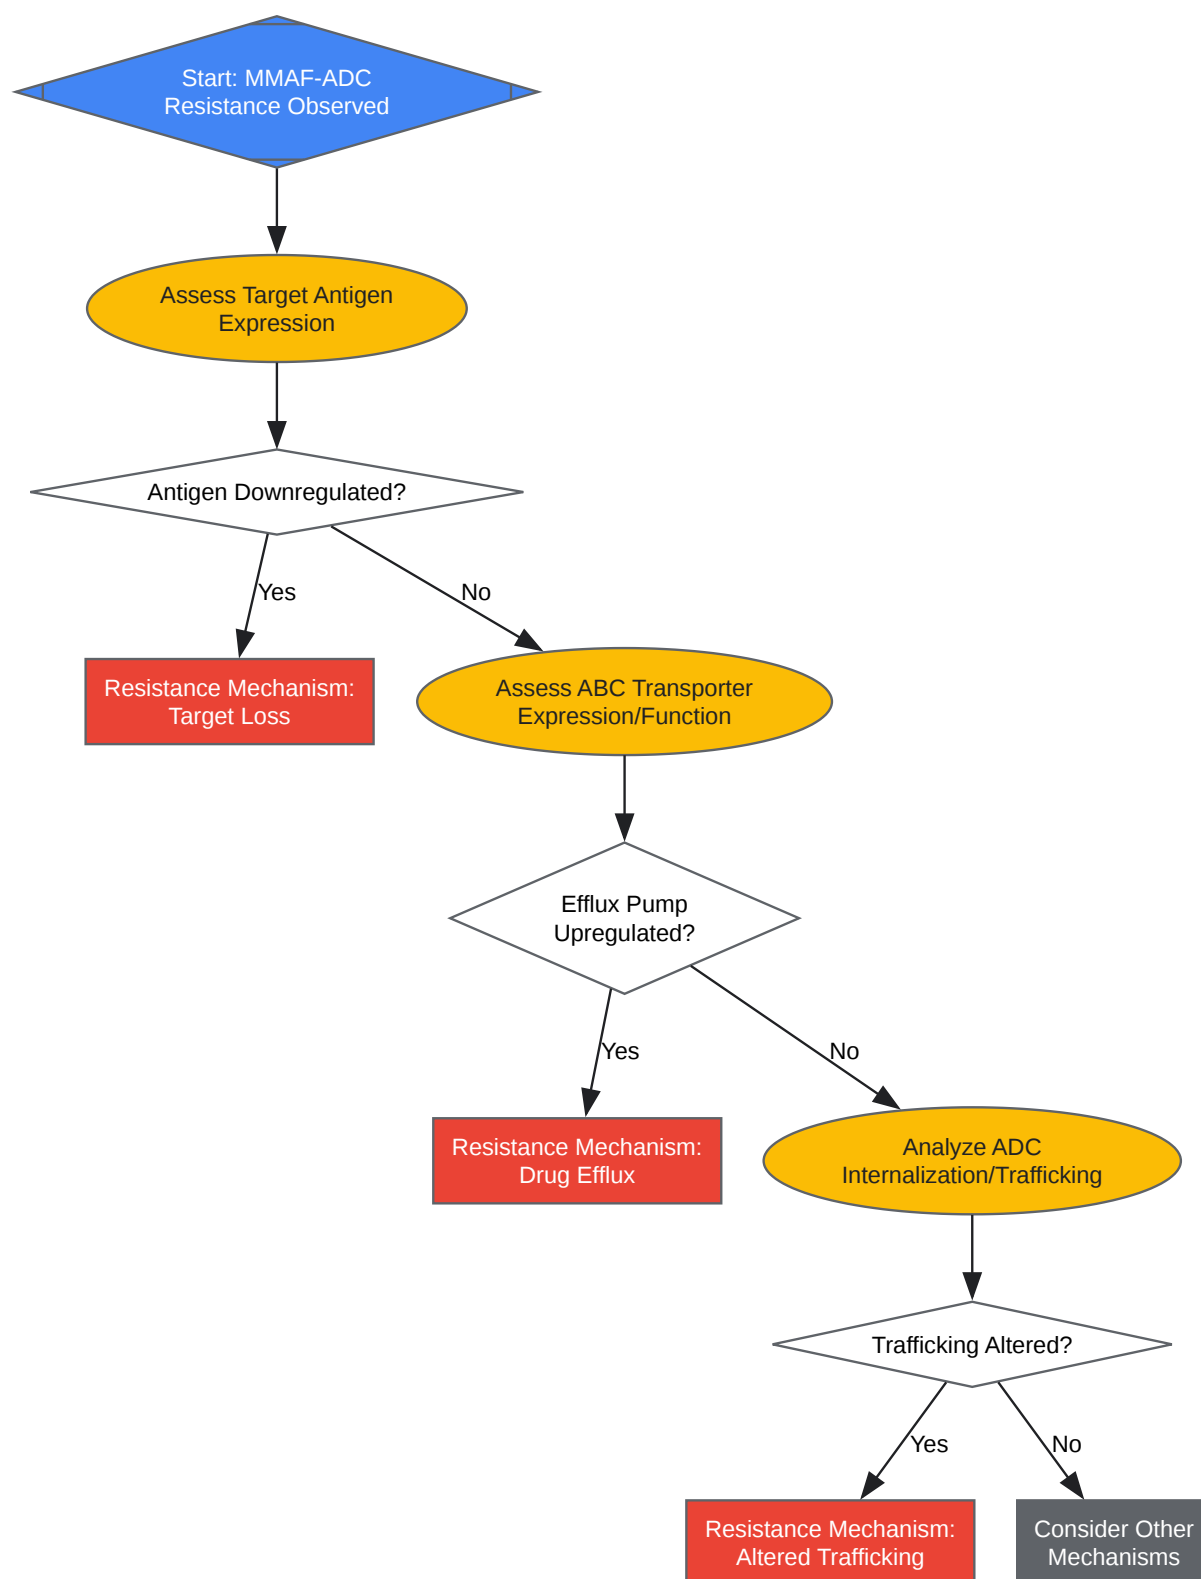 Start: MMAF-ADC
Resistance Observed
Assess Target Antigen
Expression
Antigen Downregulated?
Yes
No
Resistance Mechanism:
Target Loss
Assess ABC Transporter
Expression/Function
Efflux Pump
Upregulated?
Yes
No
Resistance Mechanism:
Drug Efflux
Analyze ADC
Internalization/Trafficking
Trafficking Altered?
Yes
No
Resistance Mechanism:
Altered Trafficking
Consider Other
Mechanisms